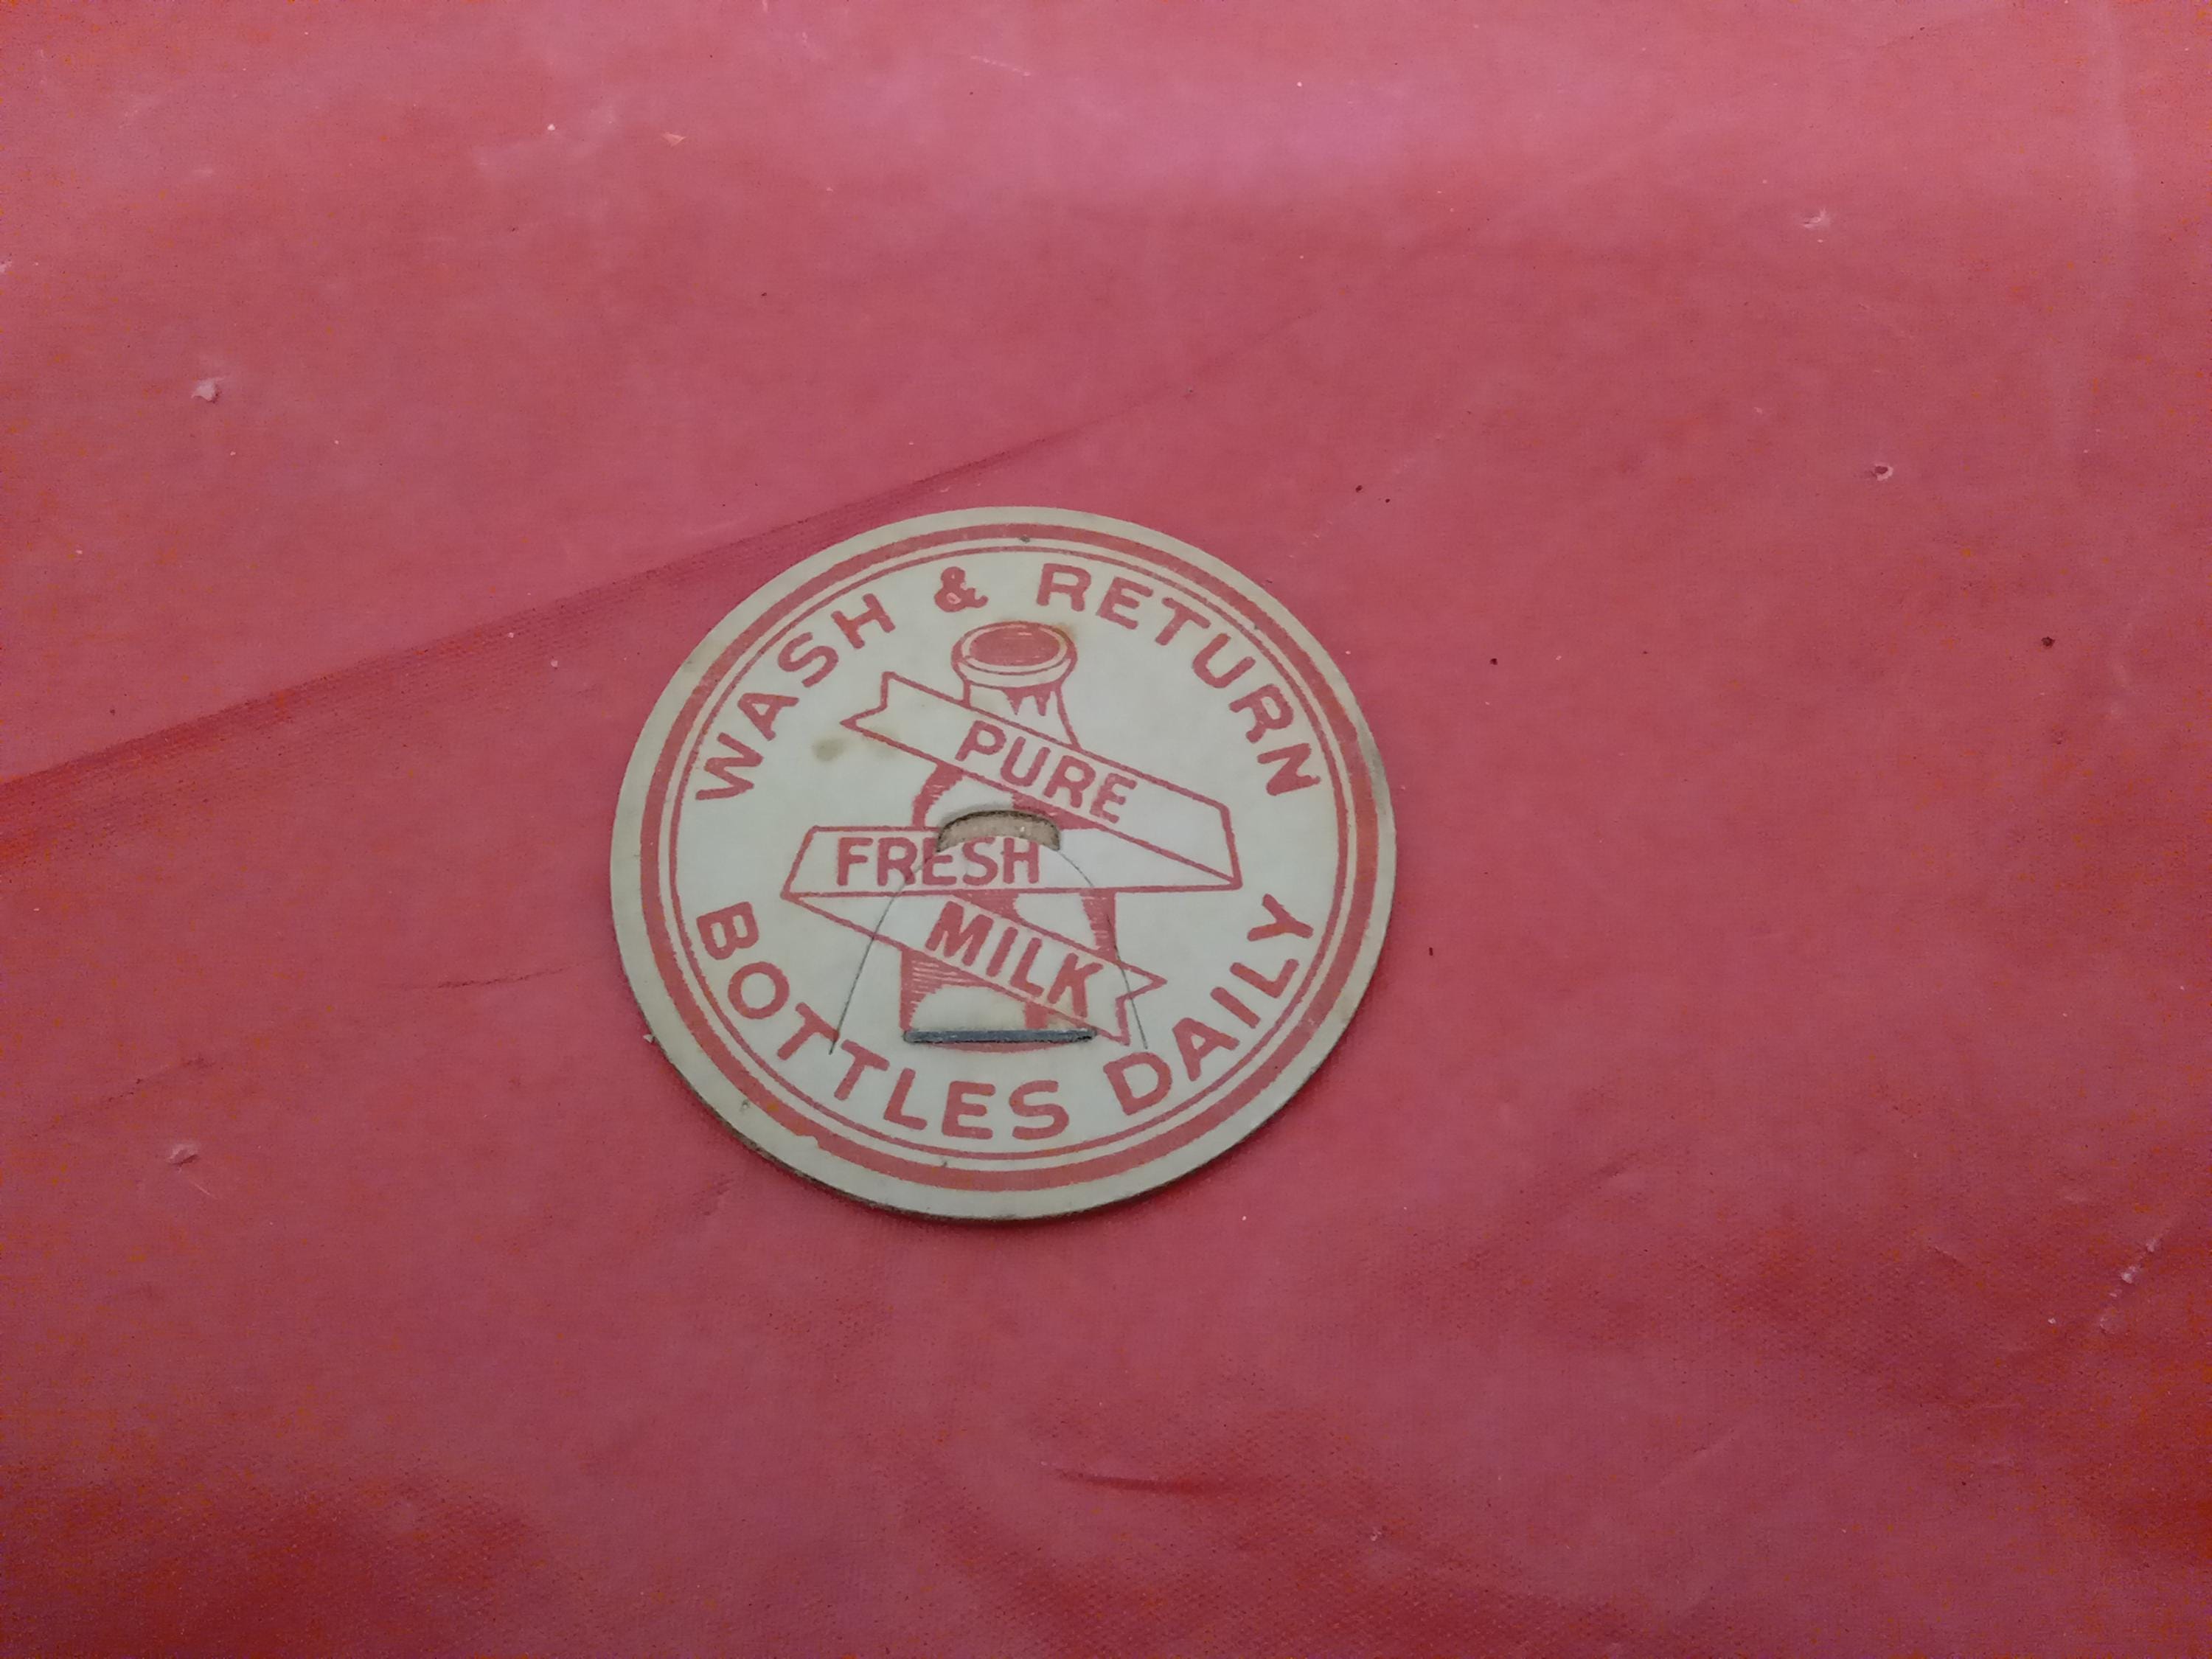 WASH & RETURN
PURE
FRESH
MILK
BOTTLES DAILY